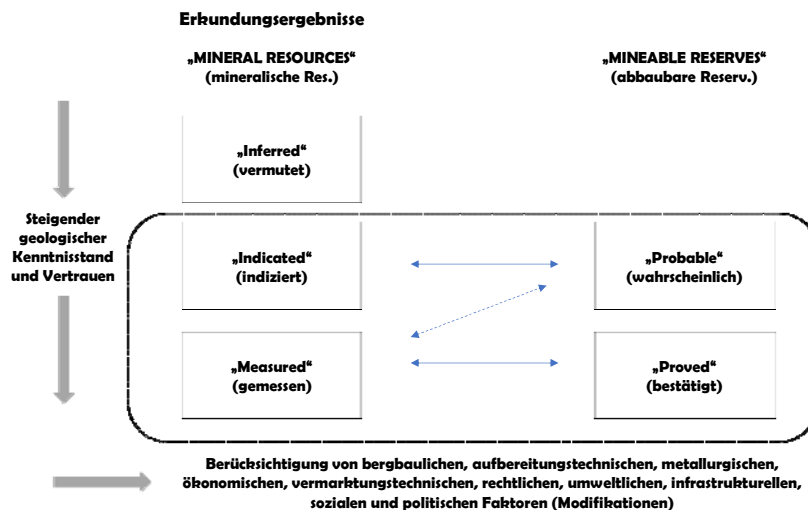 Erkundungsergebnisse
„MINERAL RESOURCES“
(mineralische Res.)
„MINEABLE RESERVES“
(abbaubare Reserv.)
„Inferred“
(vermutet)
Steigender
geologischer
Kenntnisstand
und Vertrauen
„Indicated“
(indiziert)
„Probable“
(wahrscheinlich)
„Measured“
(gemessen)
„Proved“
(bestätigt)
Berücksichtigung von bergbaulichen, aufbereitungstechnischen, metallurgischen,
ökonomischen, vermarktungstechnischen, rechtlichen, umweltlichen, infrastrukturellen,
sozialen und politischen Faktoren (Modifikationen)